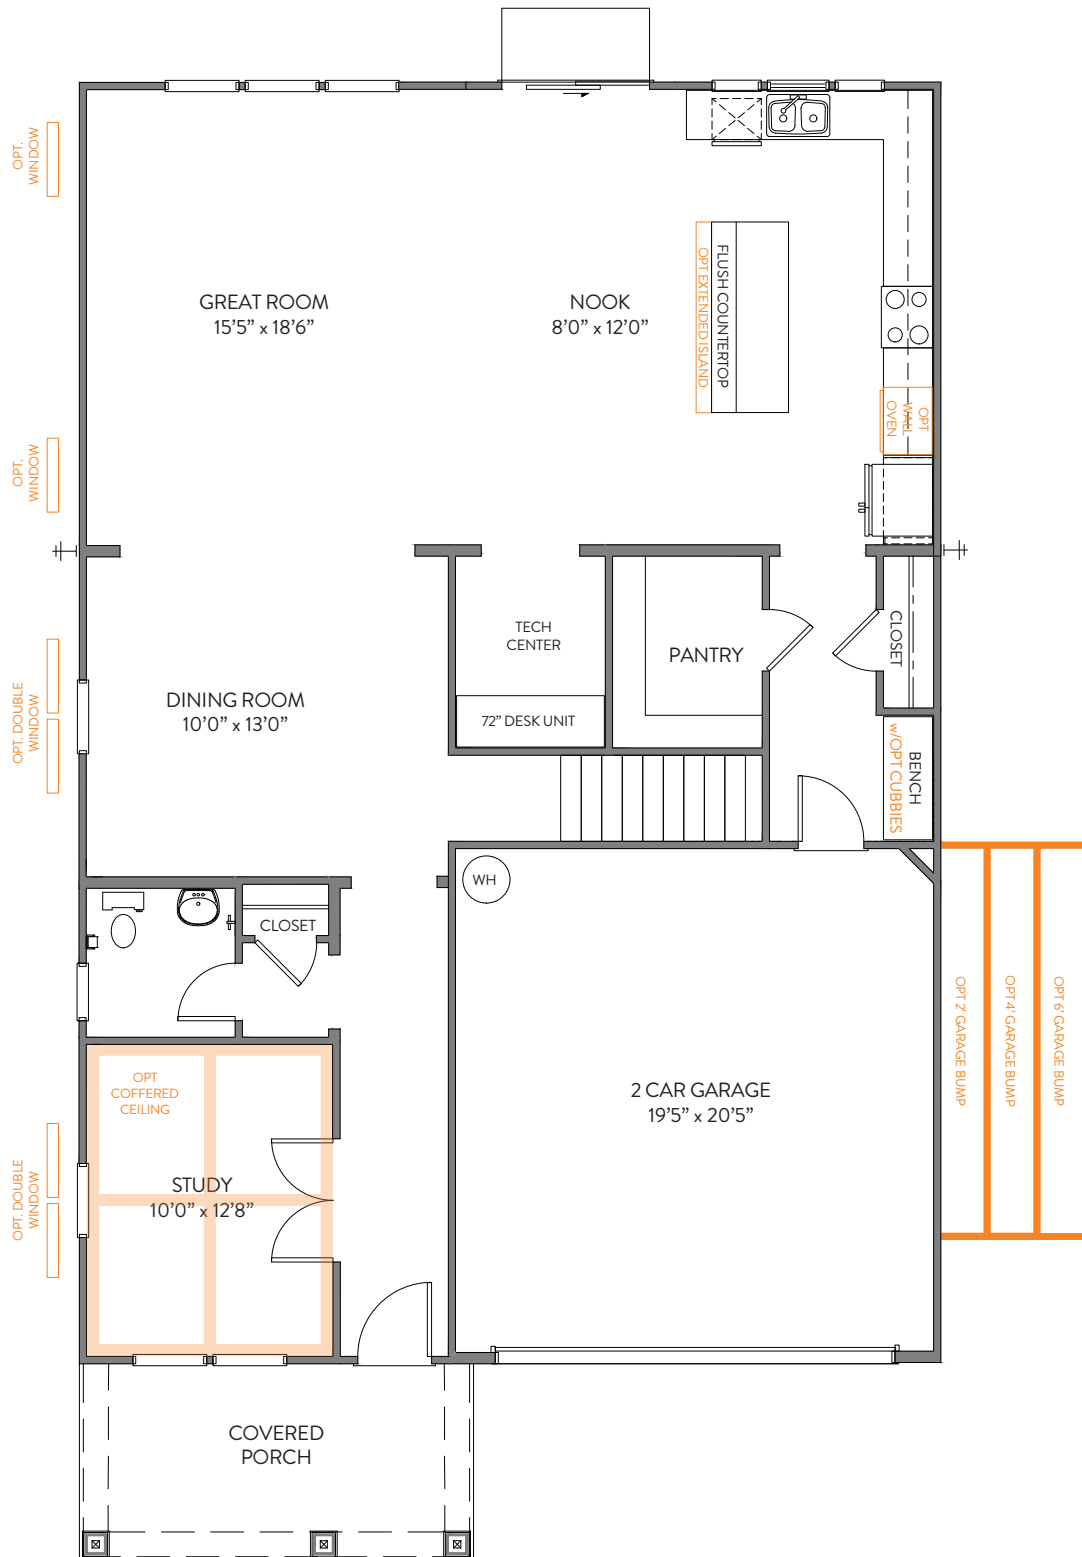 OPT.
WINDOW
GREAT ROOM
15’5” x 18’6”
NOOK
8’0” x 12’0”
FLUSH COUNTERTOP
OPT EXTENDED ISLAND
OPT
WALL
OVEN
OPT.
WINDOW
TECH
CENTER
72” DESK UNIT
PANTRY
CLOSET
BENCH
w/OPT CUBBIES
DINING ROOM
10’0” x 13’0”
OPT. DOUBLE
WINDOW
WH
CLOSET
OPT
COFFERED
CEILING
STUDY
10’0” x 12’8”
OPT. DOUBLE
WINDOW
2 CAR GARAGE
19’5” x 20’5”
OPT 2' GARAGE BUMP
OPT 4' GARAGE BUMP
OPT 6' GARAGE BUMP
COVERED
PORCH